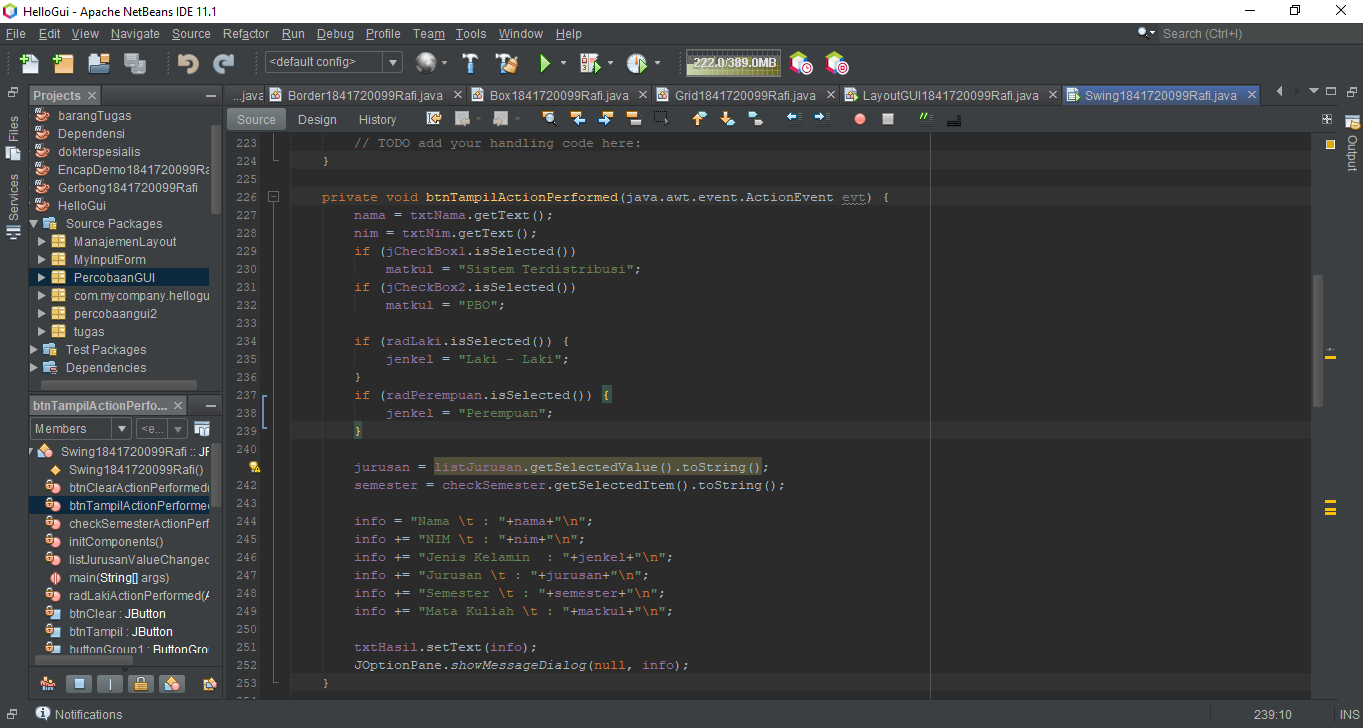 HelloGui - Apache NetBeans IDE 11.1
File Edit View Navigate Source Refactor Run Debug Profile Team Tools Window Help
Search (Ctrl+I)
<default config>
222.0/389.0MB
Projects
...java
Border1841720099Rafi.java
Box1841720099Rafi.java
Grid1841720099Rafi.java
LayoutGUI1841720099Rafi.java
Swing1841720099Rafi.java
Source Design History
Files
Services
Output
barangTugas
Dependensi
dokterspesialis
EncapDemo1841720099Ra
Gerbong1841720099Rafi
HelloGui
Source Packages
ManajemenLayout
MyInputForm
PercobaanGUI
com.mycompany.hellogu
percobaangui2
tugas
Test Packages
Dependencies
btnTampilActionPerfo...
Members
<e...
Swing1841720099Rafi :: JF
Swing1841720099Rafi()
btnClearActionPerformed(
btnTampilActionPerforme
checkSemesterActionPerf
initComponents()
listJurusanValueChanged
main(String[] args)
radLakiActionPerformed(A
btnClear : JButton
btnTampil : JButton
buttonGroup1 : ButtonGro
223 // TODO add your handling code here:
224 }
225
226 private void btnTampilActionPerformed(java.awt.event.ActionEvent evt) {
227 nama = txtNama.getText();
228 nim = txtNim.getText();
229 if (jCheckBox1.isSelected())
230 matkul = "Sistem Terdistribusi";
231 if (jCheckBox2.isSelected())
232 matkul = "PBO";
233
234 if (radLaki.isSelected()) {
235 jenkel = "Laki - Laki";
236 }
237 if (radPerempuan.isSelected()) {
238 jenkel = "Perempuan";
239 }
240
jurusan = listJurusan.getSelectedValue().toString();
242 semester = checkSemester.getSelectedItem().toString();
243
244 info = "Nama \t : "+nama+"\n";
245 info += "NIM \t : "+nim+"\n";
246 info += "Jenis Kelamin  : "+jenkel+"\n";
247 info += "Jurusan \t : "+jurusan+"\n";
248 info += "Semester \t : "+semester+"\n";
249 info += "Mata Kuliah \t : "+matkul+"\n";
250
251 txtHasil.setText(info);
252 JOptionPane.showMessageDialog(null, info);
253 }
Notifications
239:10
INS